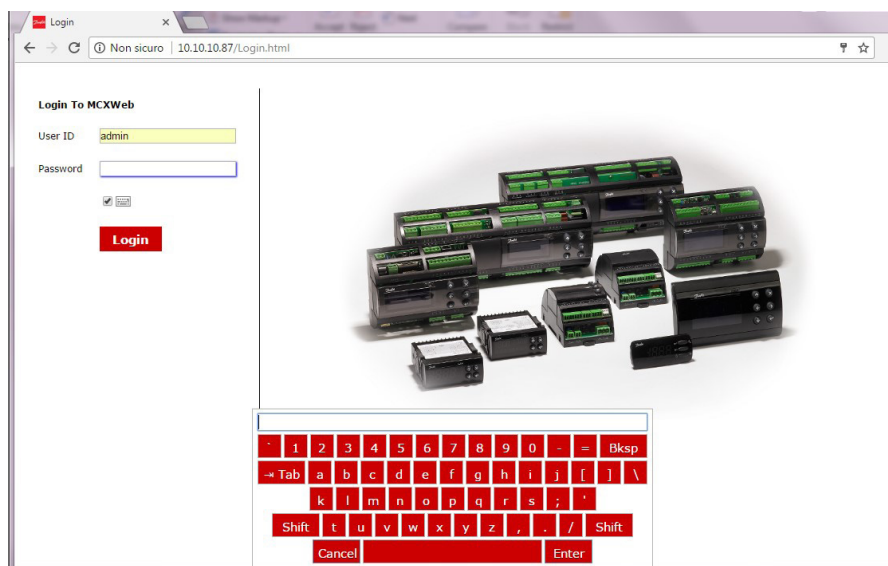 Login
Non sicuro | 10.10.10.87/Login.html
Login To MCXWeb
User ID admin
Password
Login
` 1 2 3 4 5 6 7 8 9 0 - = Bksp
⇥ Tab a b c d e f g h i j [ ] \
k l m n o p q r s ; '
Shift t u v w x y z , . / Shift
Cancel Enter